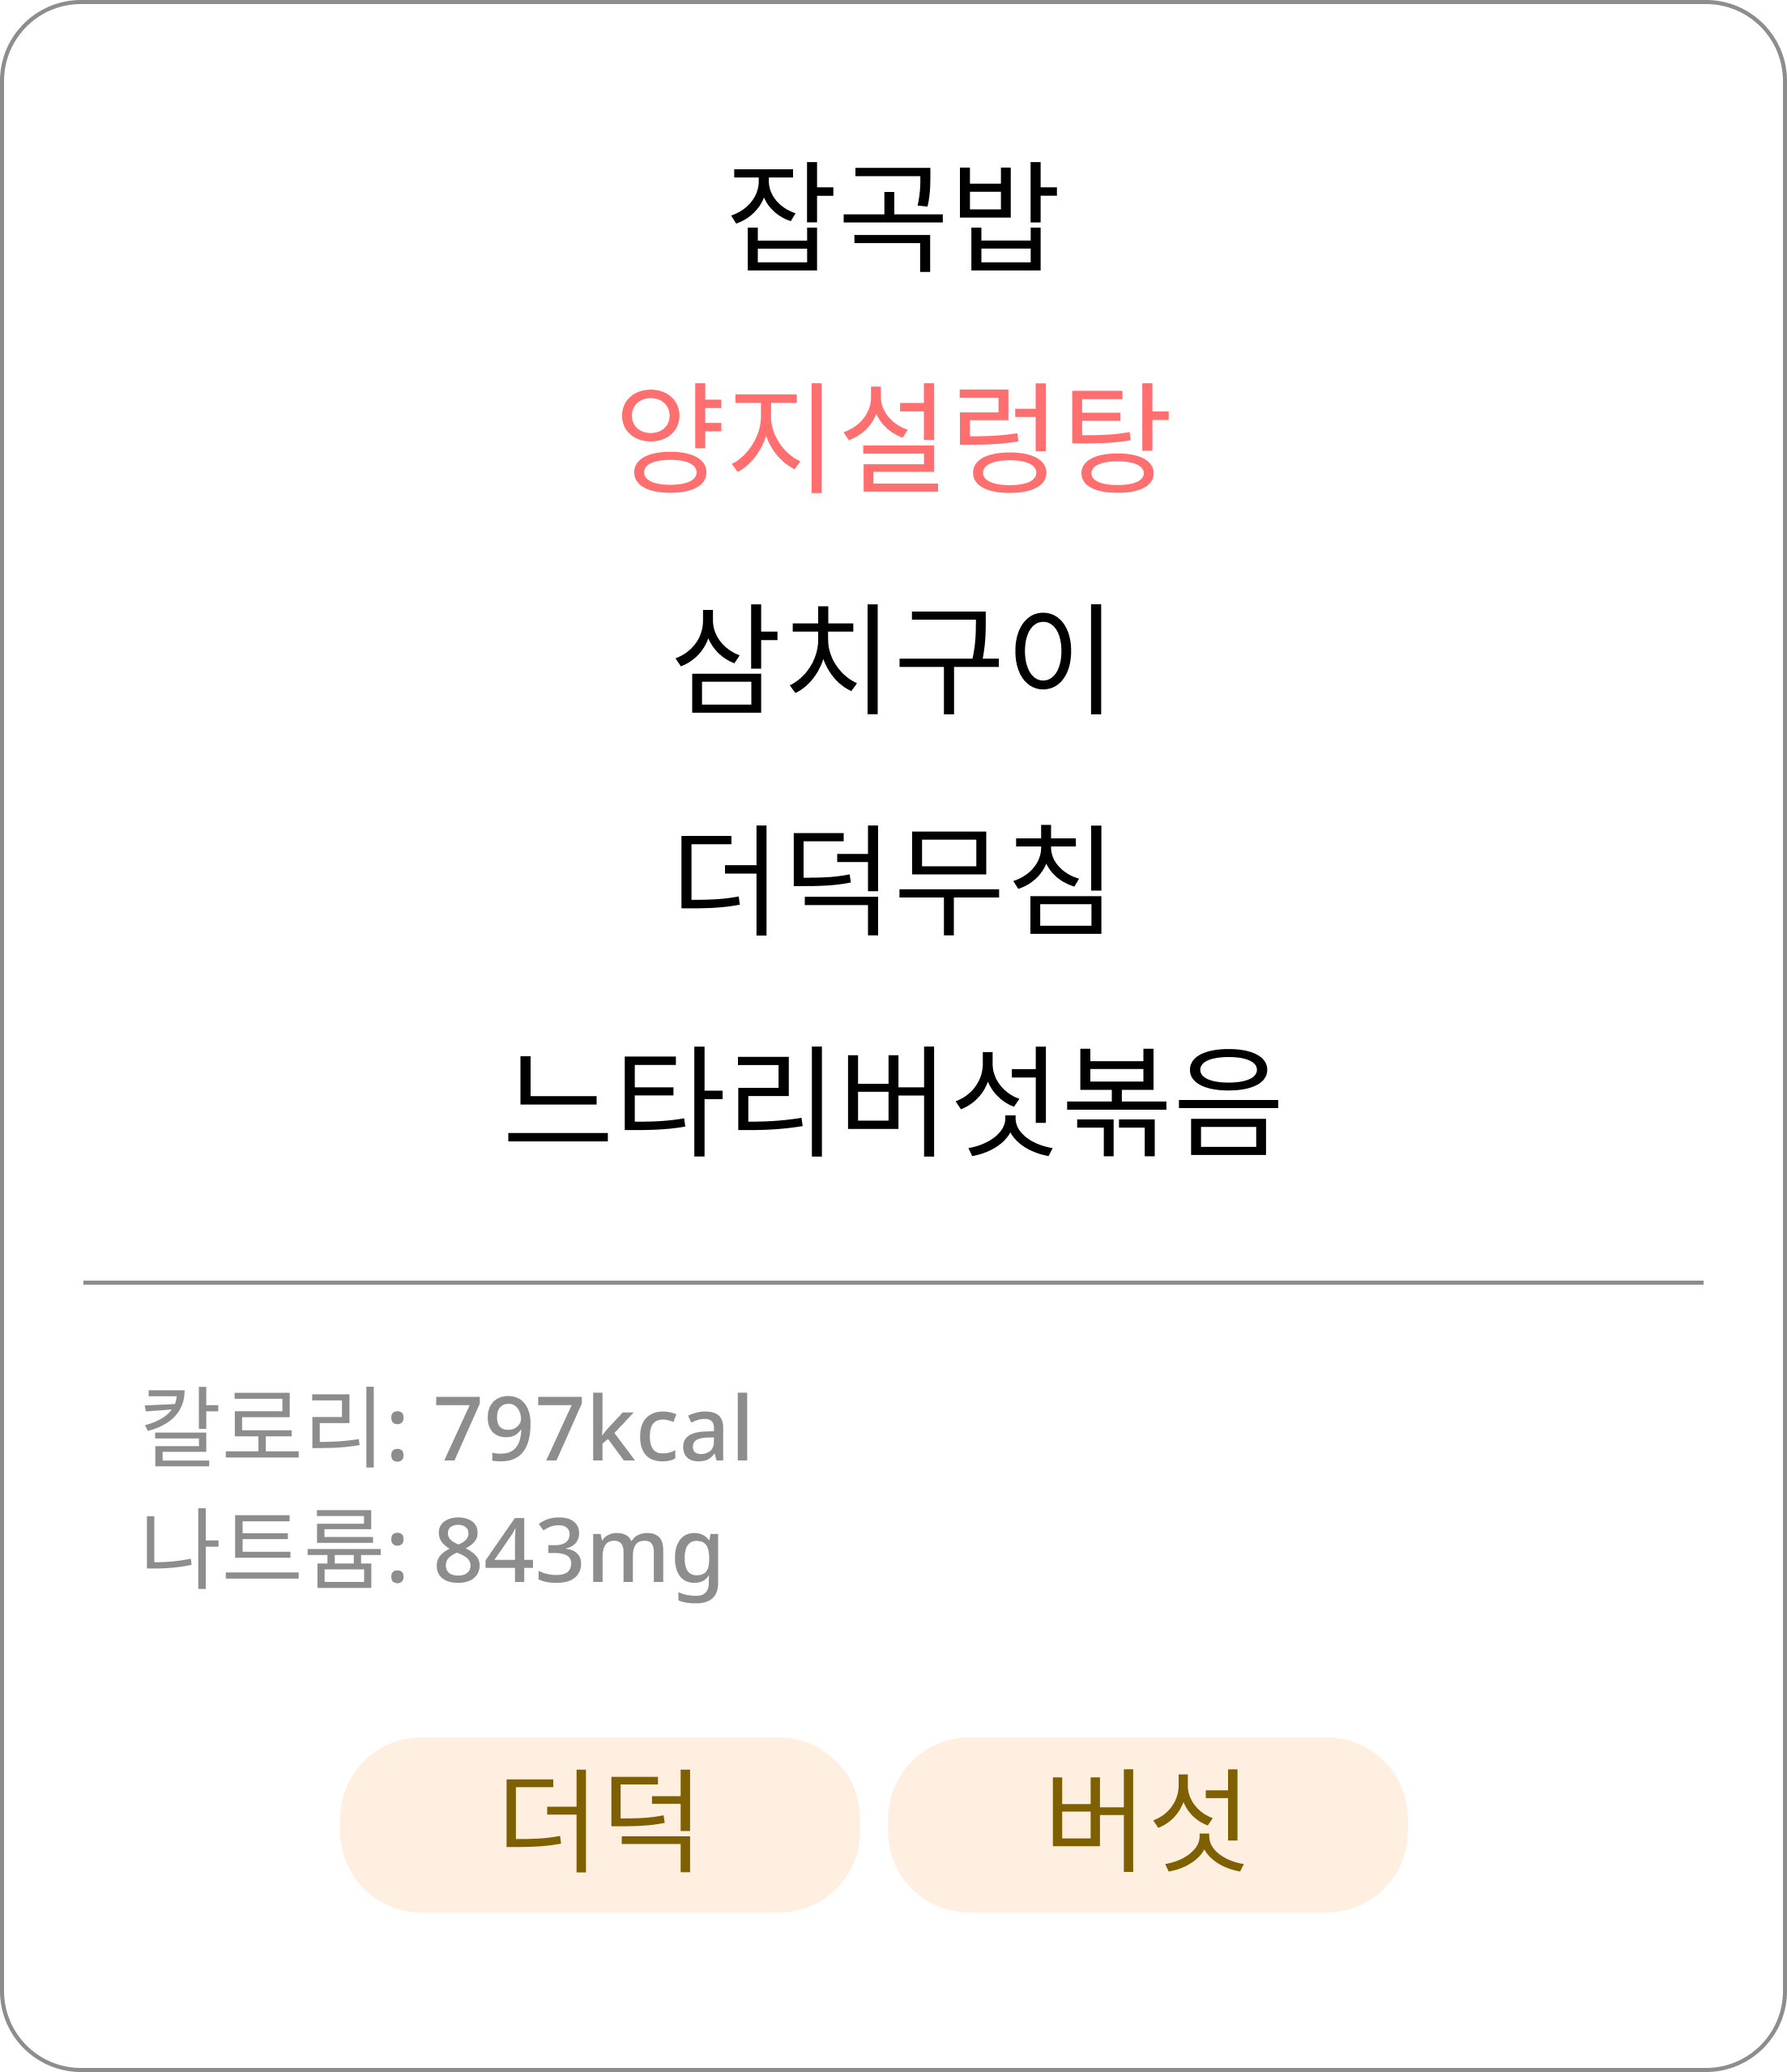 잡곡밥
양지설렁탕
삼치구이
더덕무침
느타리버섯볶음
칼로리: 797kcal
나트륨: 843mg
더덕 버섯